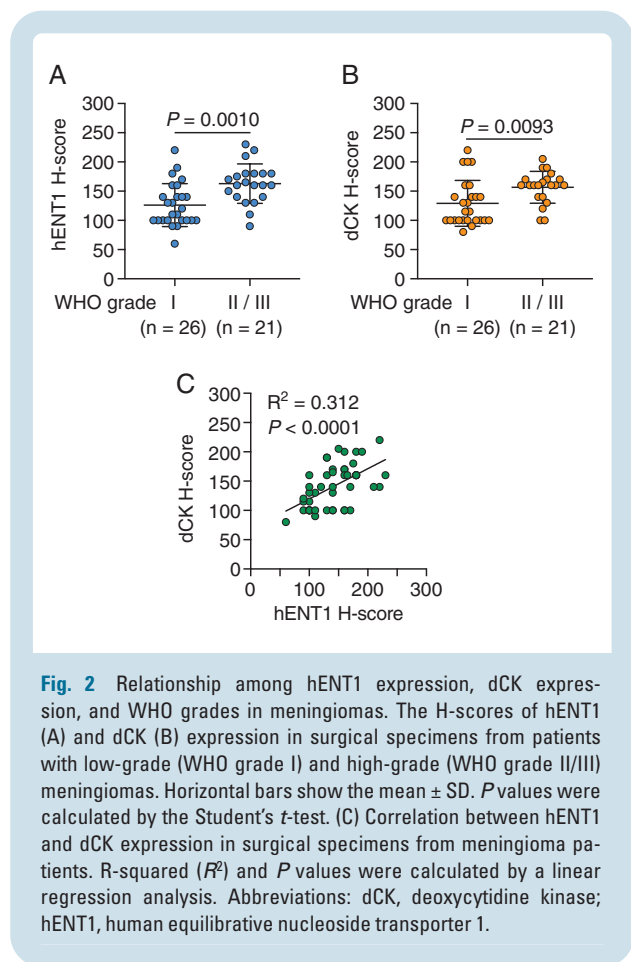 A
hENT1 H-score
300
250
200
150
100
50
0
P = 0.0010
WHO grade I II / III
(n = 26) (n = 21)
B
dCK H-score
300
250
200
150
100
50
0
P = 0.0093
WHO grade I II / III
(n = 26) (n = 21)
C
dCK H-score
300
250
200
150
100
50
0
R² = 0.312
P < 0.0001
0 100 200 300
hENT1 H-score
Fig. 2 Relationship among hENT1 expression, dCK expres-
sion, and WHO grades in meningiomas. The H-scores of hENT1
(A) and dCK (B) expression in surgical specimens from patients
with low-grade (WHO grade I) and high-grade (WHO grade II/III)
meningiomas. Horizontal bars show the mean ± SD. P values were
calculated by the Student’s t-test. (C) Correlation between hENT1
and dCK expression in surgical specimens from meningioma pa-
tients. R-squared (R²) and P values were calculated by a linear
regression analysis. Abbreviations: dCK, deoxycytidine kinase;
hENT1, human equilibrative nucleoside transporter 1.